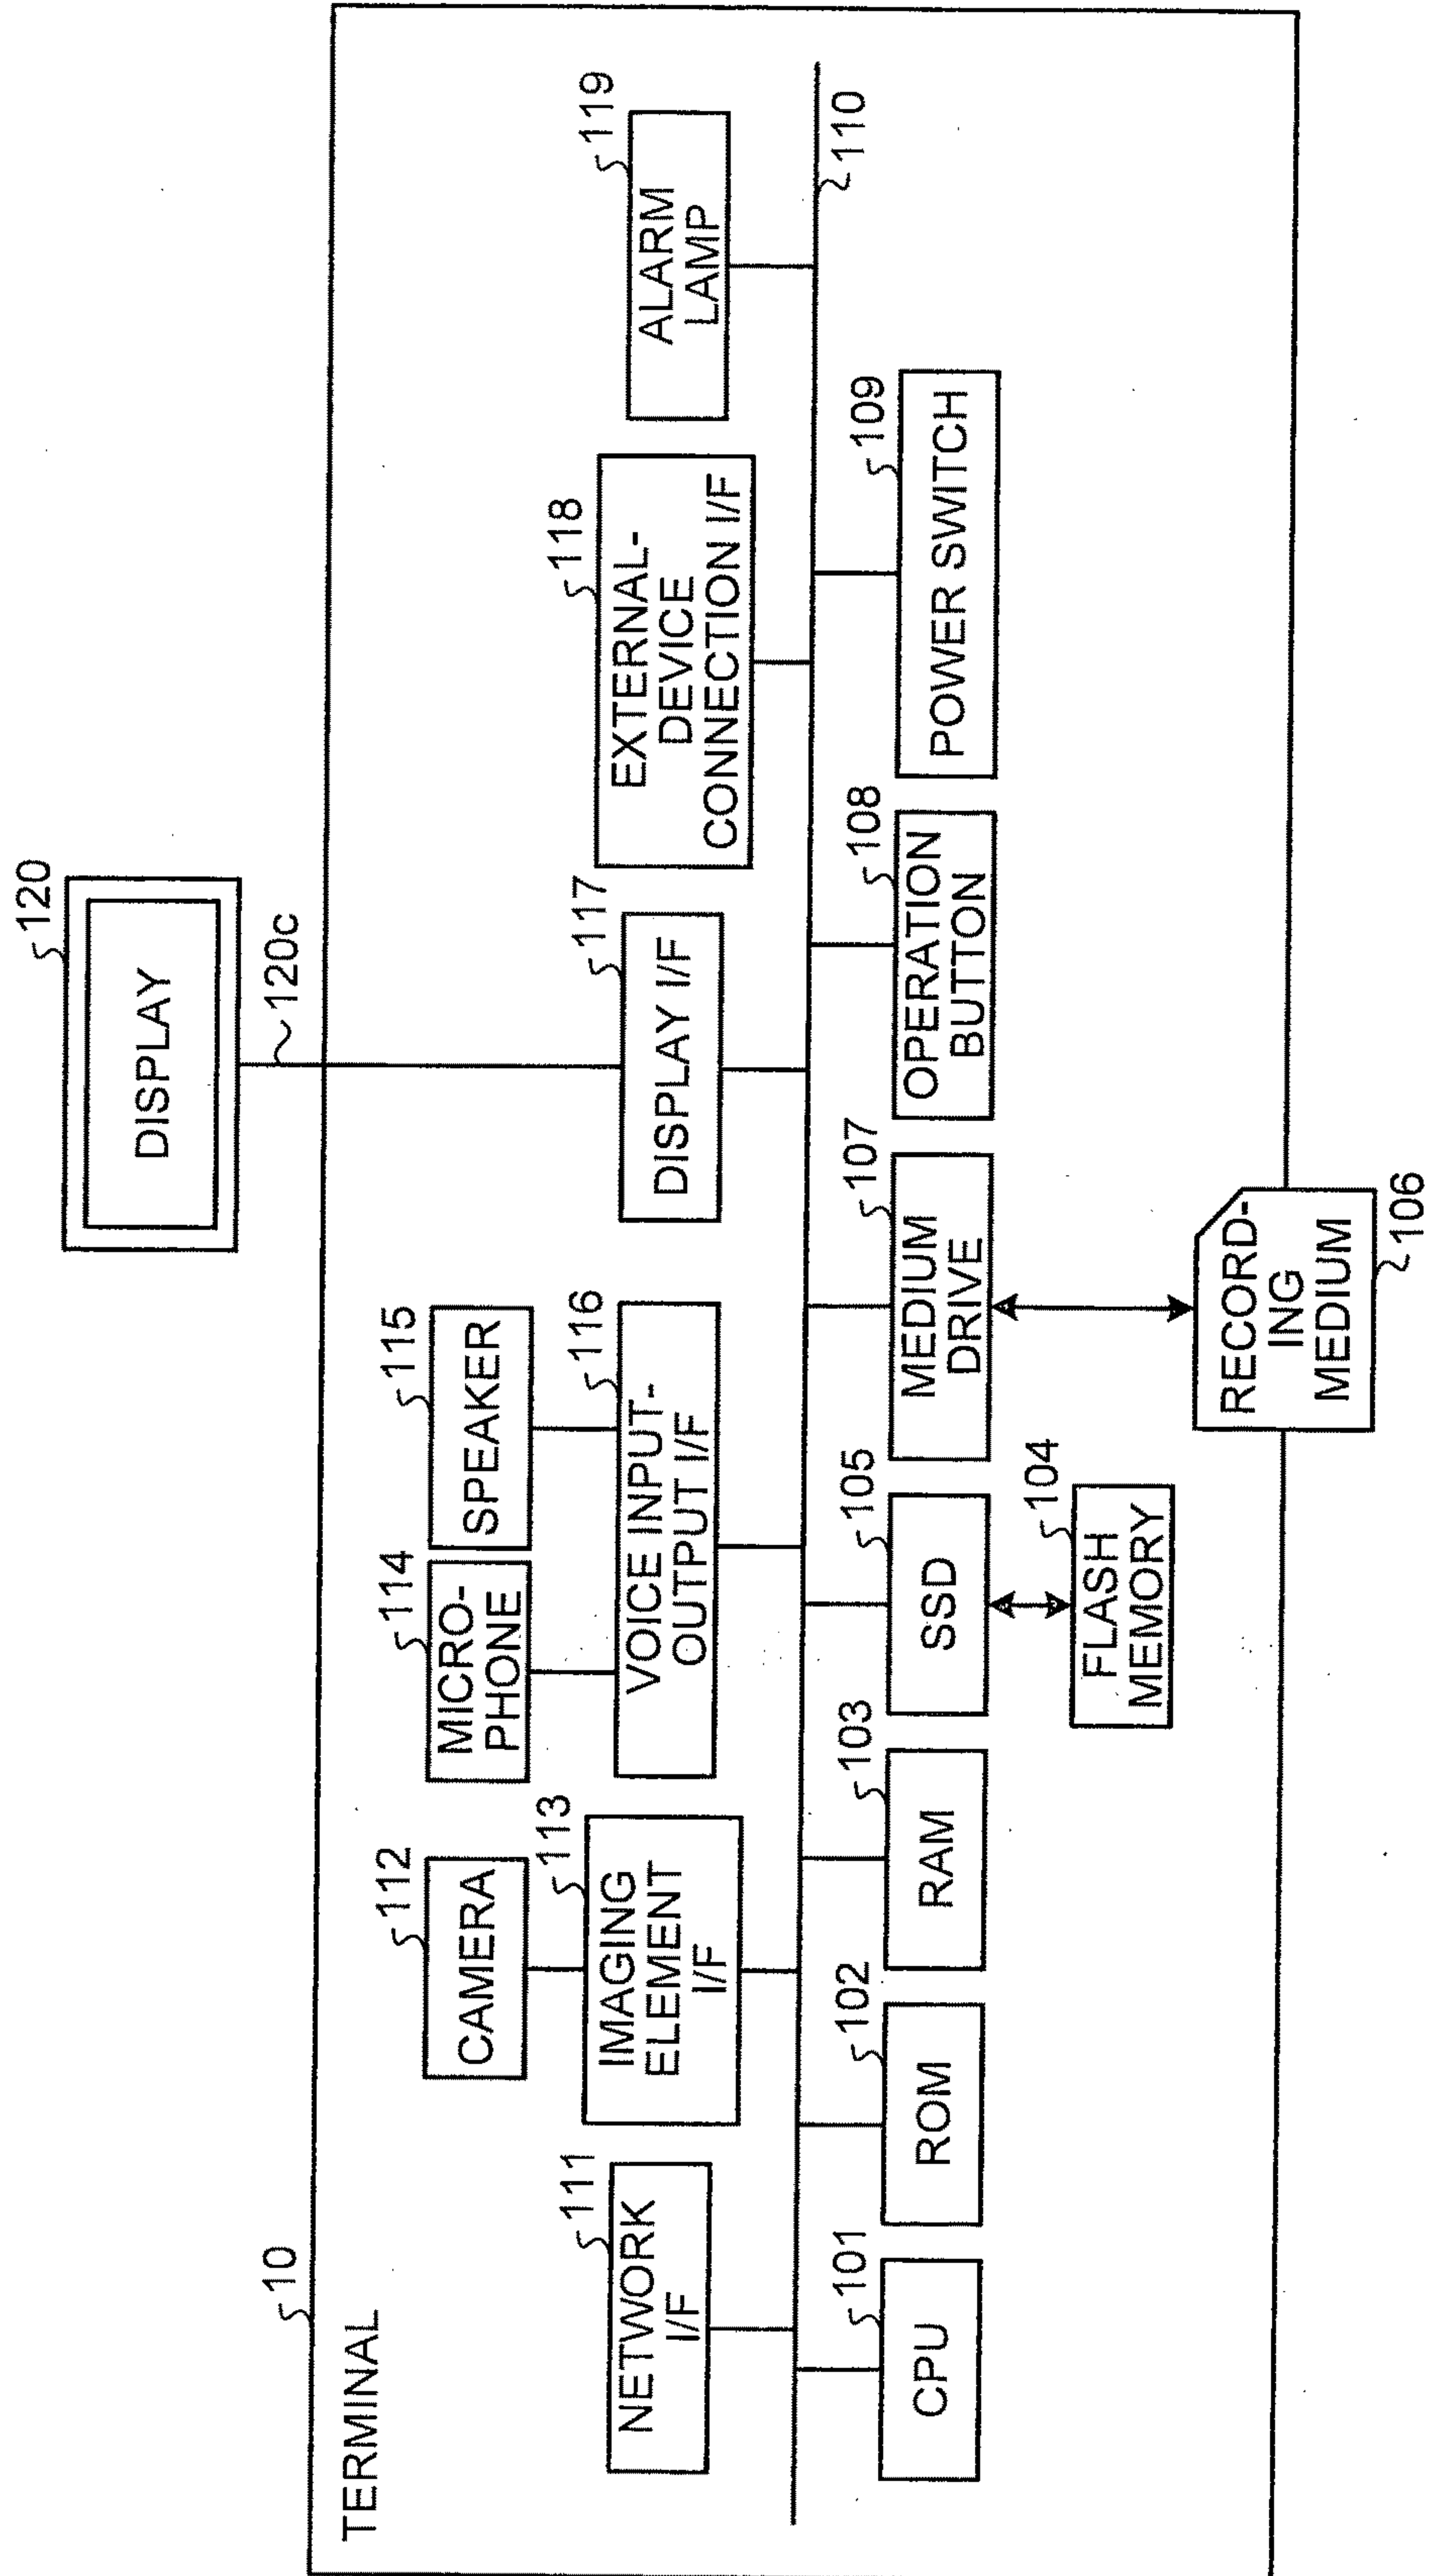 120
DISPLAY
120c
10
TERMINAL
112
CAMERA
114
MICRO-
PHONE
115
SPEAKER
111
NETWORK
I/F
113
IMAGING
ELEMENT
I/F
116
VOICE INPUT-
OUTPUT I/F
117
DISPLAY I/F
118
EXTERNAL-
DEVICE
CONNECTION I/F
119
ALARM
LAMP
110
101
CPU
102
ROM
103
RAM
105
SSD
107
MEDIUM
DRIVE
108
OPERATION
BUTTON
109
POWER SWITCH
104
FLASH
MEMORY
RECORD-
ING
MEDIUM
106